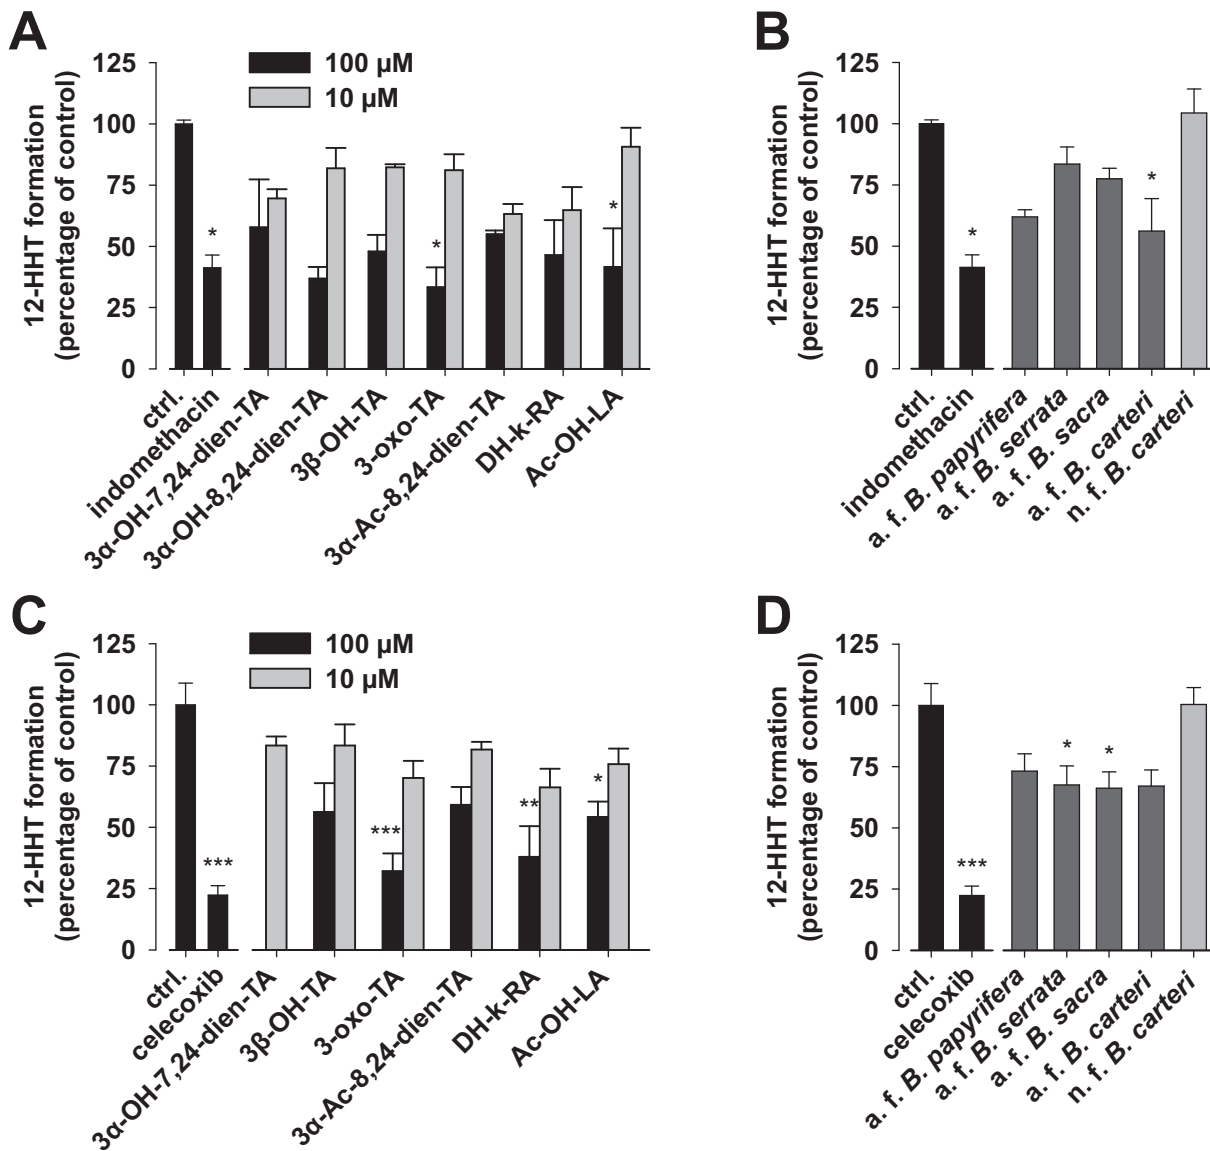 A
12-HHT formation
(percentage of control)
125
100
75
50
25
0
100 µM
10 µM
*
*
*
ctrl.
indomethacin
3α-OH-7,24-dien-TA
3α-OH-8,24-dien-TA
3β-OH-TA
3-oxo-TA
3α-Ac-8,24-dien-TA
DH-k-RA
Ac-OH-LA
B
12-HHT formation
(percentage of control)
125
100
75
50
25
0
*
*
ctrl.
indomethacin
a. f. B. papyrifera
a. f. B. serrata
a. f. B. sacra
a. f. B. carteri
n. f. B. carteri
C
12-HHT formation
(percentage of control)
125
100
75
50
25
0
100 µM
10 µM
***
***
**
*
ctrl.
celecoxib
3α-OH-7,24-dien-TA
3β-OH-TA
3-oxo-TA
3α-Ac-8,24-dien-TA
DH-k-RA
Ac-OH-LA
D
12-HHT formation
(percentage of control)
125
100
75
50
25
0
***
*
*
ctrl.
celecoxib
a. f. B. papyrifera
a. f. B. serrata
a. f. B. sacra
a. f. B. carteri
n. f. B. carteri